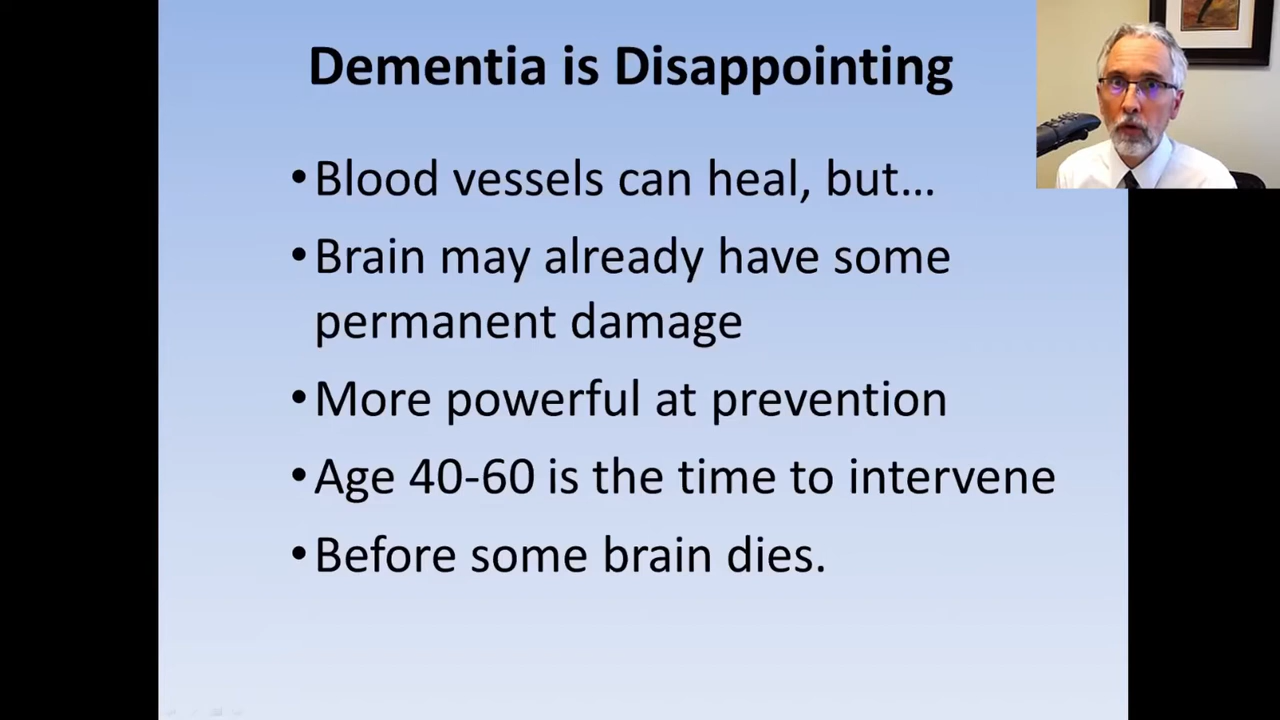 Dementia is Disappointing
•Blood vessels can heal, but…
•Brain may already have some
permanent damage
•More powerful at prevention
•Age 40-60 is the time to intervene
•Before some brain dies.